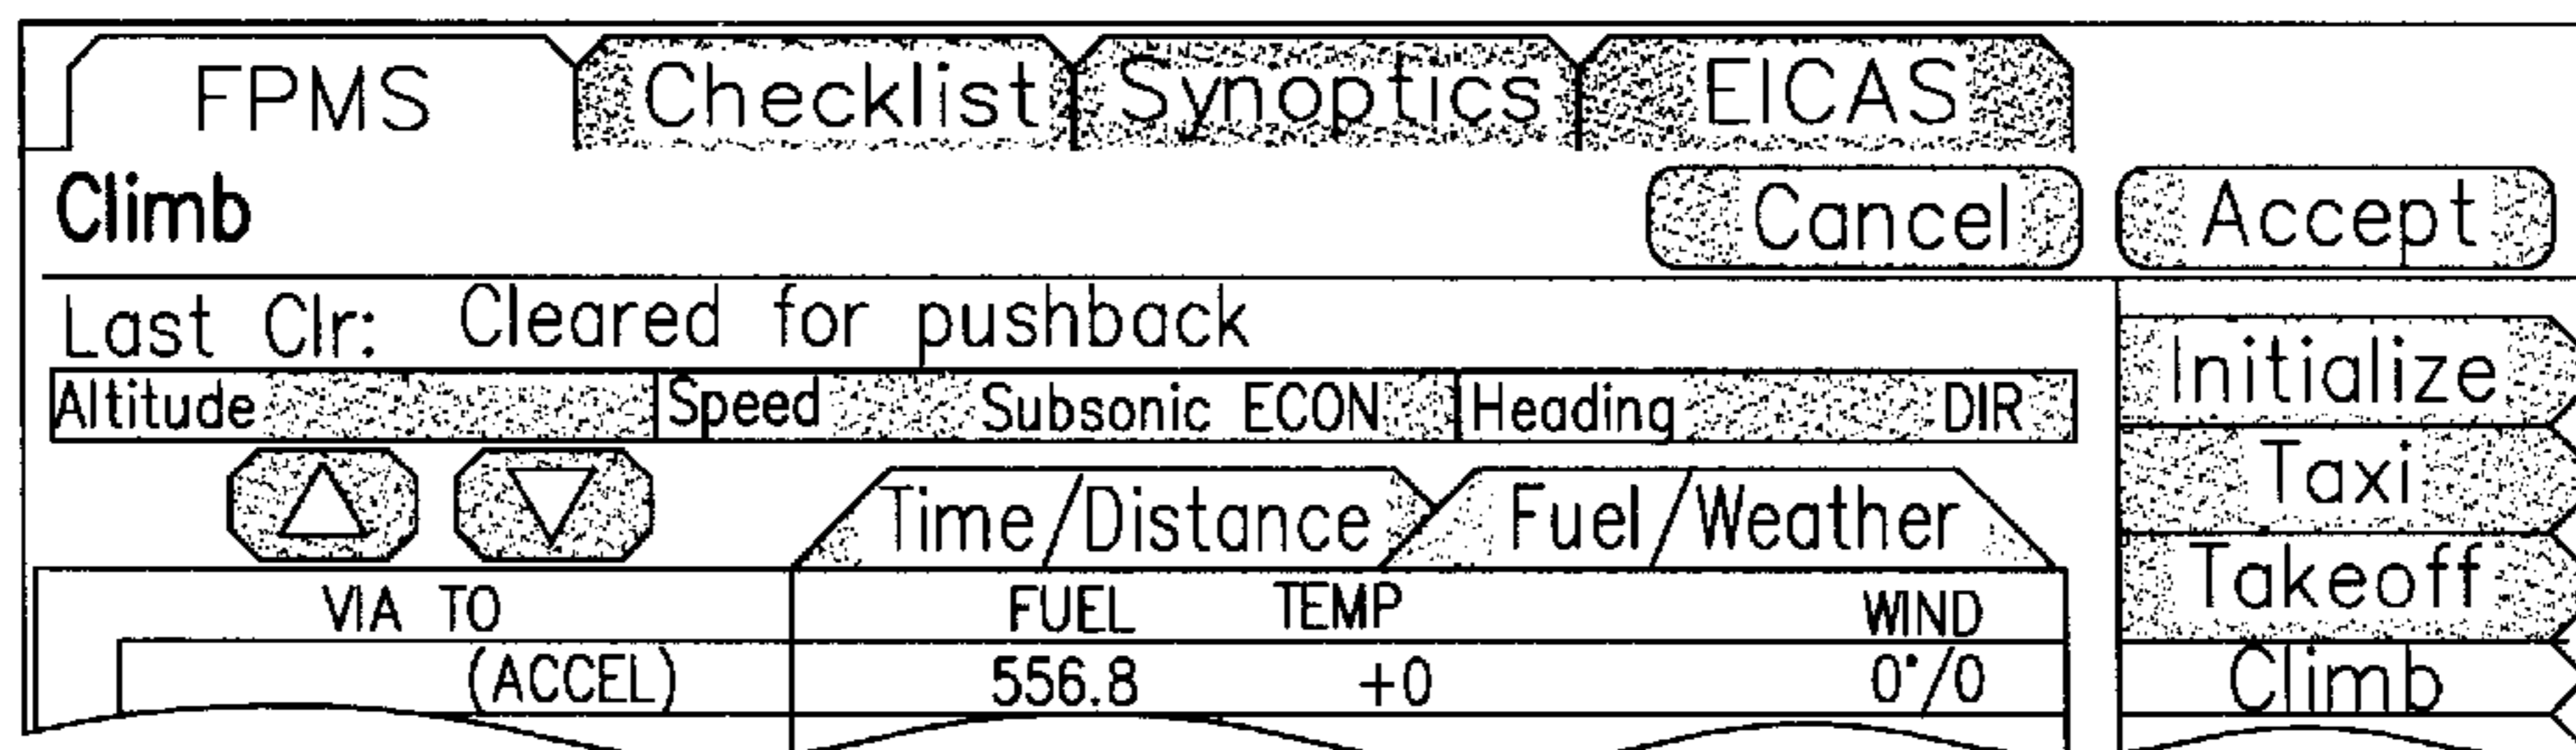 FPMS Checklist Synoptics EICAS
Climb Cancel Accept
Last Clr: Cleared for pushback
Initialize
Altitude Speed Subsonic ECON Heading DIR
Taxi
Time/Distance Fuel/Weather
Takeoff
VIA TO FUEL TEMP WIND
(ACCEL) 556.8 +0 0°/0
Climb